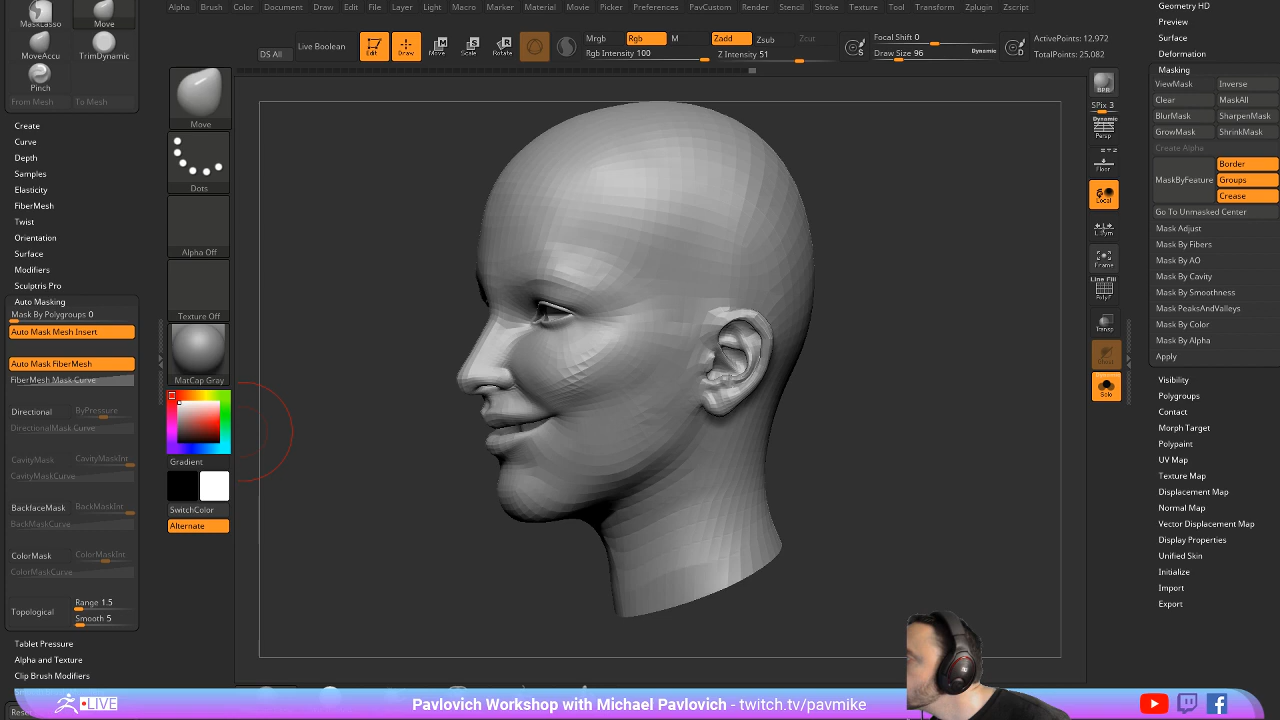 Alpha Brush Color Document Draw Edit File Layer Light Macro Marker Material Movie Picker Preferences PavCustom Render Stencil Stroke Texture Tool Transform Zplugin Zscript
MaskLasso Move
MoveAccu TrimDynamic
Pinch
From Mesh To Mesh
Create
Curve
Depth
Samples
Elasticity
FiberMesh
Twist
Orientation
Surface
Modifiers
Sculptris Pro
Auto Masking
Mask By Polygroups 0
Auto Mask Mesh Insert
Auto Mask FiberMesh
FiberMesh Mask Curve
Directional ByPressure
DirectionalMask Curve
CavityMask CavityMaskInt
CavityMaskCurve
BackfaceMask BackMaskInt
BackMaskCurve
ColorMask ColorMaskInt
ColorMaskCurve
Topological Range 1.5
Smooth 5
Tablet Pressure
Alpha and Texture
Clip Brush Modifiers
Reset
DS All Live Boolean Edit Draw Move Scale Rotate
Mrgb Rgb M Zadd Zsub Zcut
Rgb Intensity 100 Z Intensity 51
Focal Shift 0
Draw Size 96 Dynamic
ActivePoints: 12,972
TotalPoints: 25,082
Move
Dots
Alpha Off
Texture Off
MatCap Gray
Gradient
SwitchColor
Alternate
BPR
SPix 3
Dynamic
Persp
Floor
Local
L.Sym
Frame
Line Fill
PolyF
Transp
Ghost
Dynamic
Solo
Geometry HD
Preview
Surface
Deformation
Masking
ViewMask Inverse
Clear MaskAll
BlurMask SharpenMask
GrowMask ShrinkMask
Create Alpha
MaskByFeature Border
Groups
Crease
Go To Unmasked Center
Mask Adjust
Mask By Fibers
Mask By AO
Mask By Cavity
Mask By Smoothness
Mask PeaksAndValleys
Mask By Color
Mask By Alpha
Apply
Visibility
Polygroups
Contact
Morph Target
Polypaint
UV Map
Texture Map
Displacement Map
Normal Map
Vector Displacement Map
Display Properties
Unified Skin
Initialize
Import
Export
LIVE Pavlovich Workshop with Michael Pavlovich - twitch.tv/pavmike